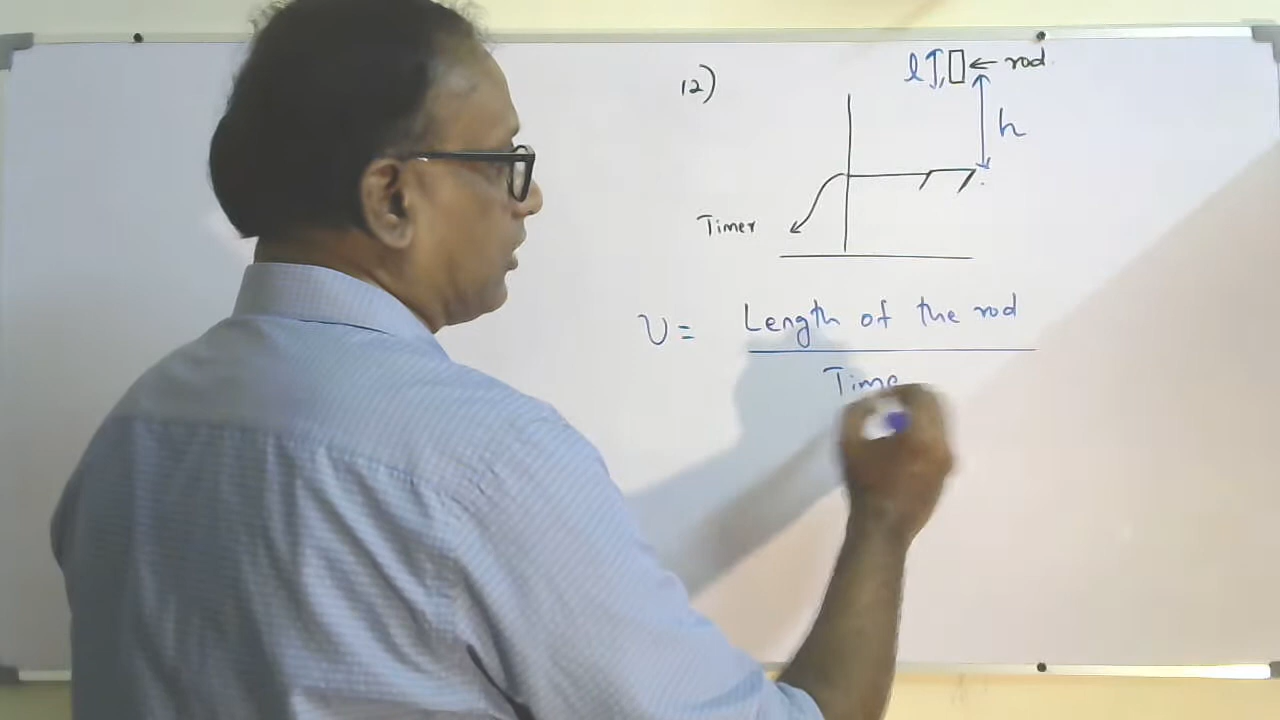 12)
l ← rod
h
Timer
v = Length of the rod
Time